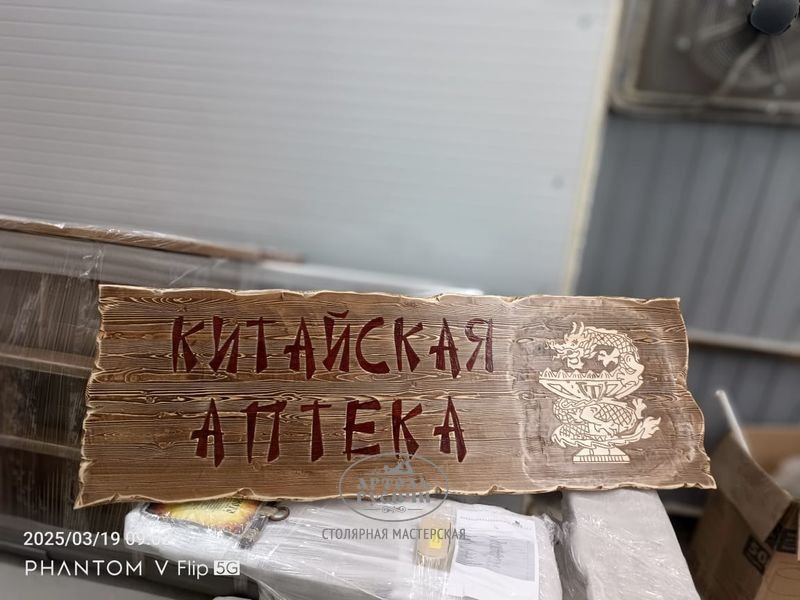 КИТАЙСКАЯ
АПТЕКА
СТОЛЯРНАЯ МАСТЕРСКАЯ
2025/03/19
PHANTOM V Flip 5G